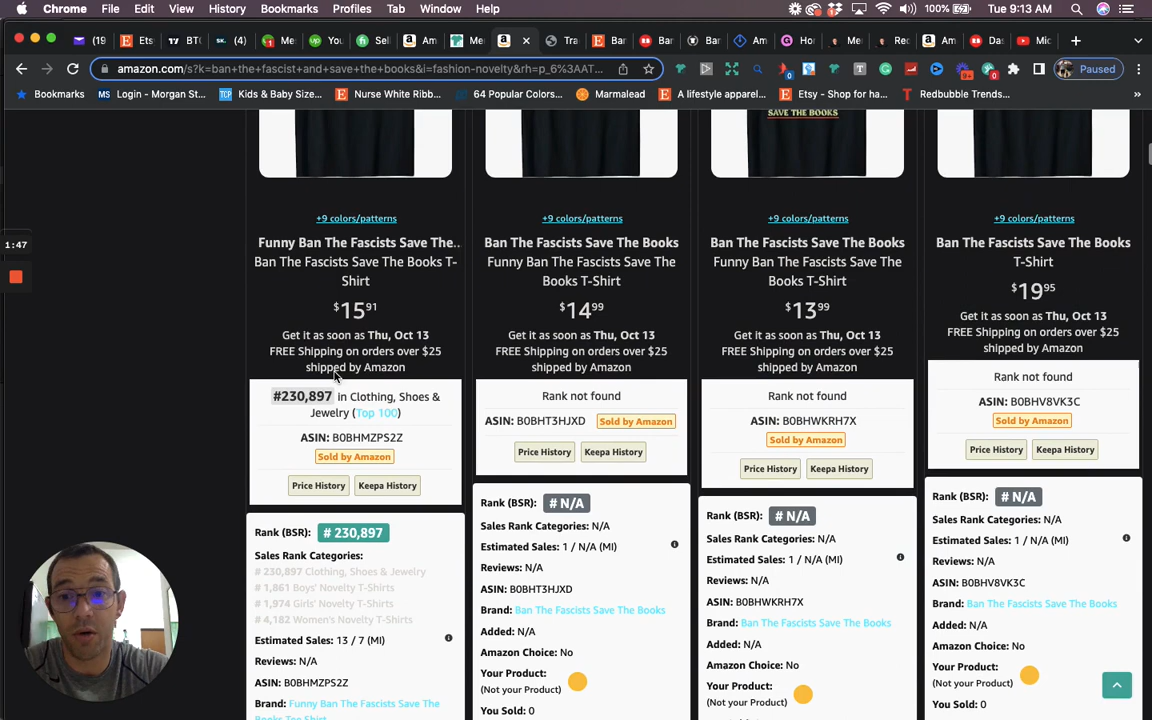 Chrome File Edit View History Bookmarks Profiles Tab Window Help 100% Tue 9:13 AM
(19 Ets BT( (4) Me You Sel Am Me Tra Bar Bar Bar Am Ho Me Rec Am Das Mic
amazon.com/s?k=ban+the+fascist+and+save+the+books&i=fashion-novelty&rh=p_6%3AAT... Paused
Bookmarks Login - Morgan St... Kids & Baby Size... Nurse White Ribb... 64 Popular Colors... Marmalead A lifestyle apparel... Etsy - Shop for ha... Redbubble Trends... »
SAVE THE BOOKS
1:47
+9 colors/patterns +9 colors/patterns +9 colors/patterns +9 colors/patterns
Funny Ban The Fascists Save The..
Ban The Fascists Save The Books T-
Shirt
$15 91
Get it as soon as Thu, Oct 13
FREE Shipping on orders over $25
shipped by Amazon
#230,897 in Clothing, Shoes &
Jewelry (Top 100)
ASIN: B0BHMZPS2Z
Sold by Amazon
Price History Keepa History
Rank (BSR): # 230,897
Sales Rank Categories:
# 230,897 Clothing, Shoes & Jewelry
# 1,861 Boys' Novelty T-Shirts
# 1,974 Girls' Novelty T-Shirts
# 4,182 Women's Novelty T-Shirts
Estimated Sales: 13 / 7 (MI)
Reviews: N/A
ASIN: B0BHMZPS2Z
Brand: Funny Ban The Fascists Save The
Books Tee Shirt
Ban The Fascists Save The Books
Funny Ban The Fascists Save The
Books T-Shirt
$14 99
Get it as soon as Thu, Oct 13
FREE Shipping on orders over $25
shipped by Amazon
Rank not found
ASIN: B0BHT3HJXD Sold by Amazon
Price History Keepa History
Rank (BSR): # N/A
Sales Rank Categories: N/A
Estimated Sales: 1 / N/A (MI)
Reviews: N/A
ASIN: B0BHT3HJXD
Brand: Ban The Fascists Save The Books
Added: N/A
Amazon Choice: No
Your Product:
(Not your Product)
You Sold: 0
Ban The Fascists Save The Books
Funny Ban The Fascists Save The
Books T-Shirt
$13 99
Get it as soon as Thu, Oct 13
FREE Shipping on orders over $25
shipped by Amazon
Rank not found
ASIN: B0BHWKRH7X
Sold by Amazon
Price History Keepa History
Rank (BSR): # N/A
Sales Rank Categories: N/A
Estimated Sales: 1 / N/A (MI)
Reviews: N/A
ASIN: B0BHWKRH7X
Brand: Ban The Fascists Save The Books
Added: N/A
Amazon Choice: No
Your Product:
(Not your Product)
Ban The Fascists Save The Books
T-Shirt
$19 95
Get it as soon as Thu, Oct 13
FREE Shipping on orders over $25
shipped by Amazon
Rank not found
ASIN: B0BHV8VK3C
Sold by Amazon
Price History Keepa History
Rank (BSR): # N/A
Sales Rank Categories: N/A
Estimated Sales: 1 / N/A (MI)
Reviews: N/A
ASIN: B0BHV8VK3C
Brand: Ban The Fascists Save The Books
Added: N/A
Amazon Choice: No
Your Product:
(Not your Product)
You Sold: 0